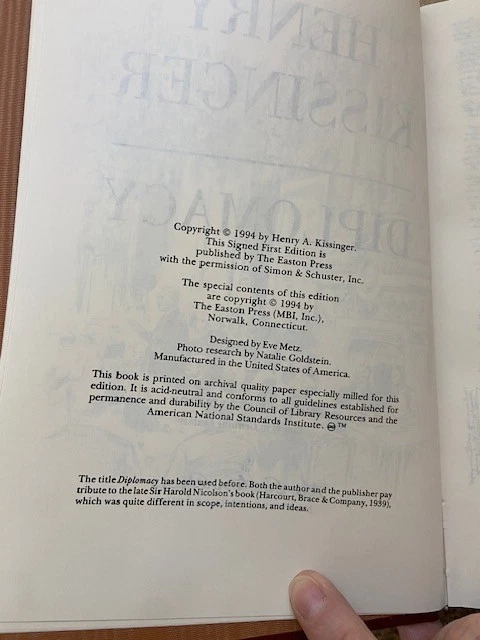 Copyright © 1994 by Henry A. Kissinger.
This Signed First Edition is
published by The Easton Press
with the permission of Simon & Schuster, Inc.
The special contents of this edition
are copyright © 1994 by
The Easton Press (MBI, Inc.),
Norwalk, Connecticut.
Designed by Eve Metz.
Photo research by Natalie Goldstein.
Manufactured in the United States of America.
This book is printed on archival quality paper especially milled for this
edition. It is acid-neutral and conforms to all guidelines established for
permanence and durability by the Council of Library Resources and the
American National Standards Institute. ♾™
The title Diplomacy has been used before. Both the author and the publisher pay
tribute to the late Sir Harold Nicolson's book (Harcourt, Brace & Company, 1939),
which was quite different in scope, intentions, and ideas.
HENRY
KISSINGER
DIPLOMACY